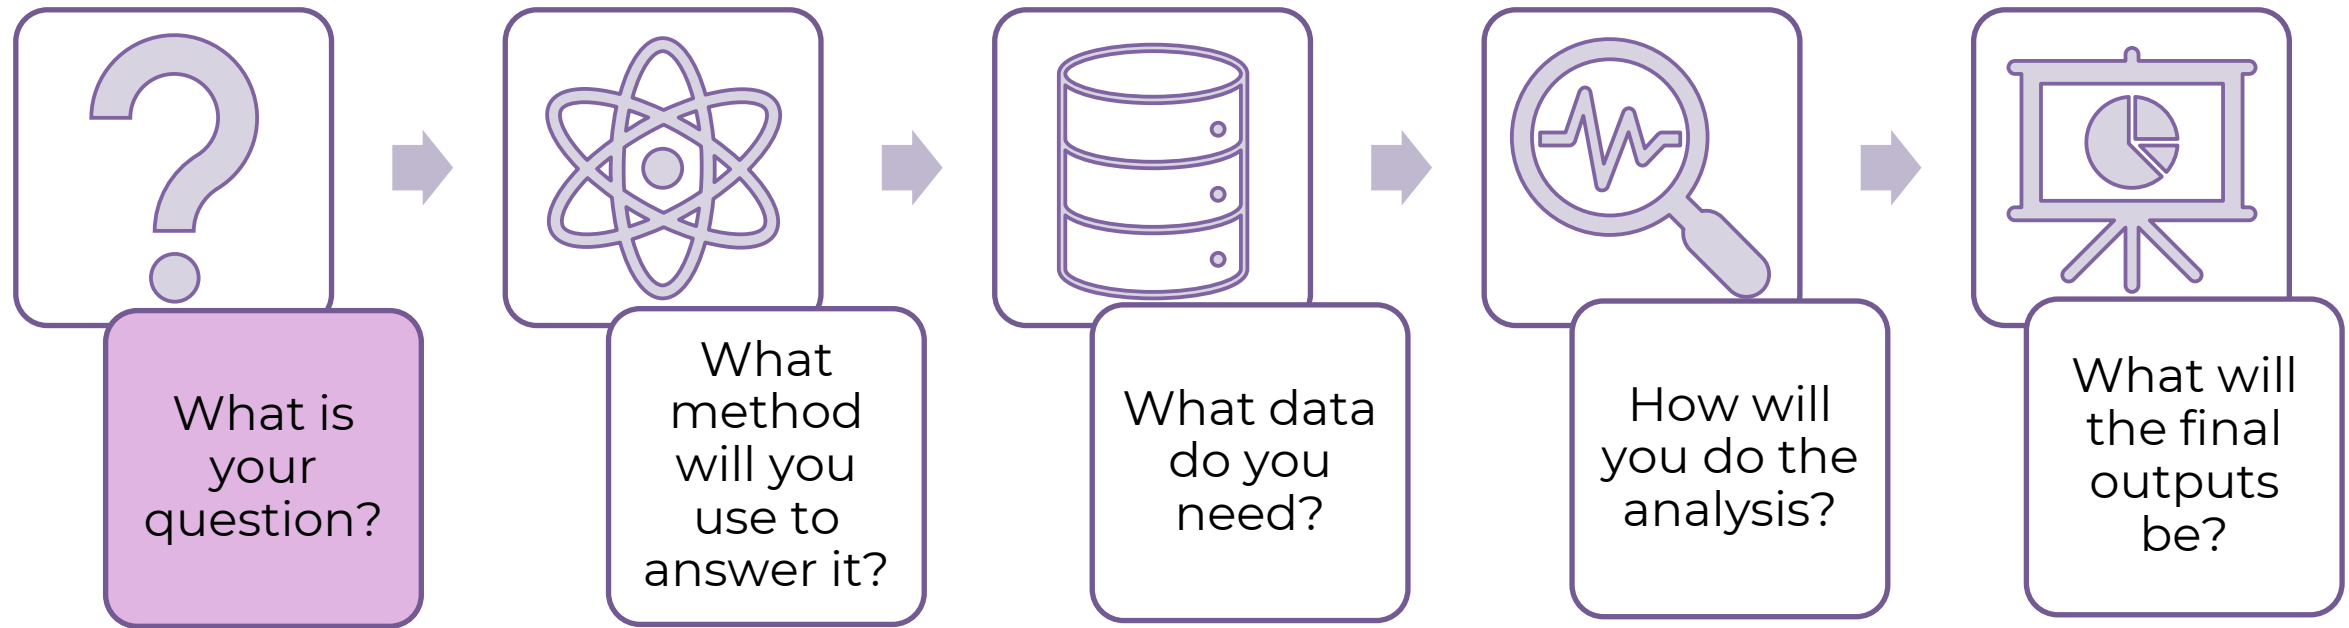 What is
your
question?
What
method
will you
use to
answer it?
What data
do you
need?
How will
you do the
analysis?
What will
the final
outputs
be?